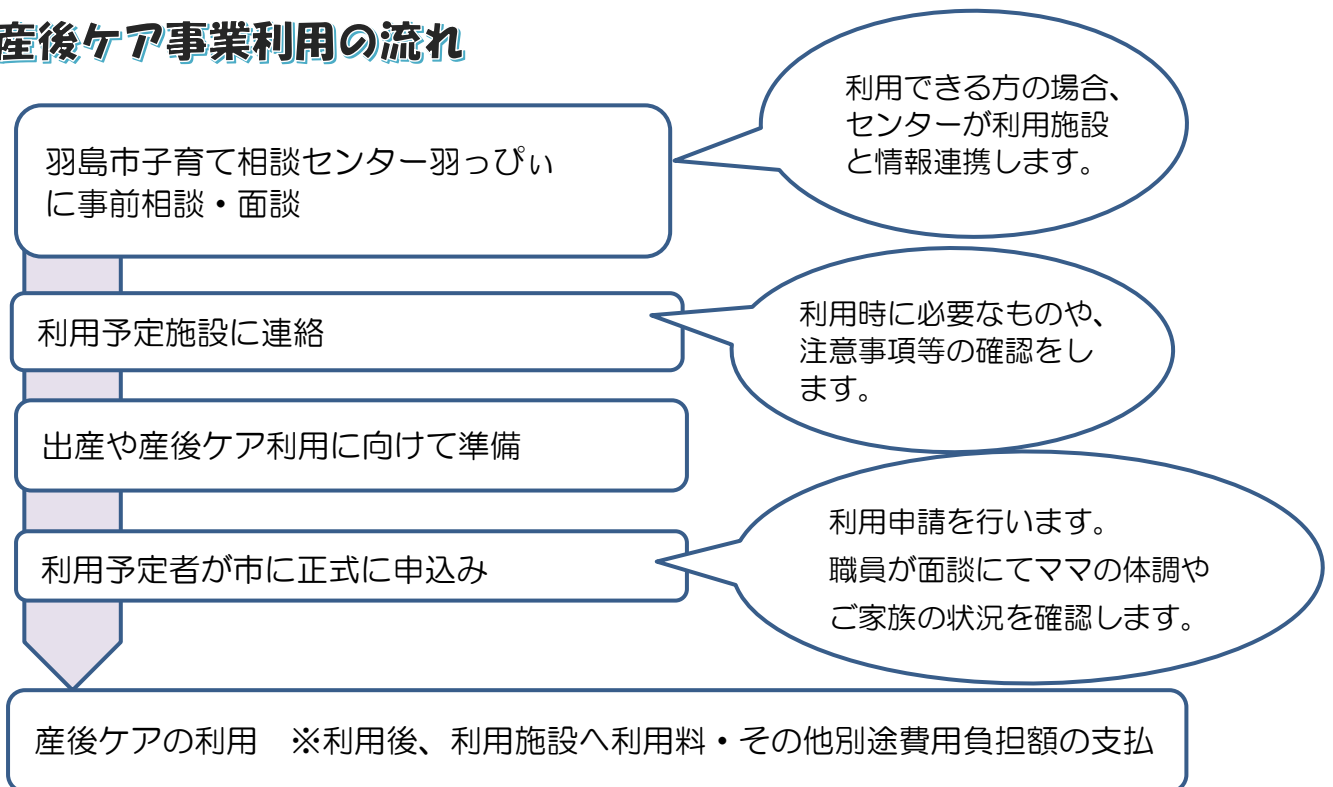 産後ケア事業利用の流れ
利用できる方の場合、
センターが利用施設
と情報連携します。
羽島市子育て相談センター羽っぴぃ
に事前相談・面談
利用予定施設に連絡
利用時に必要なものや、
注意事項等の確認をし
ます。
出産や産後ケア利用に向けて準備
利用予定者が市に正式に申込み
利用申請を行います。
職員が面談にてママの体調や
ご家族の状況を確認します。
産後ケアの利用　※利用後、利用施設へ利用料・その他別途費用負担額の支払